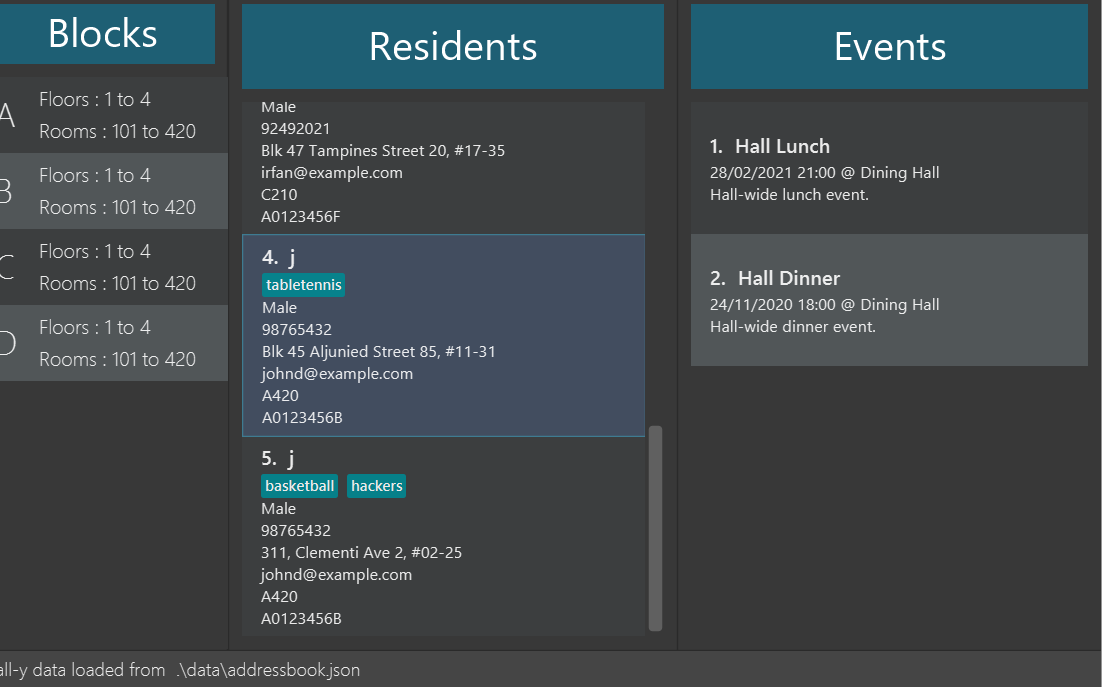 Blocks
A
Floors : 1 to 4
Rooms : 101 to 420
B
Floors : 1 to 4
Rooms : 101 to 420
C
Floors : 1 to 4
Rooms : 101 to 420
D
Floors : 1 to 4
Rooms : 101 to 420
Residents
Male
92492021
Blk 47 Tampines Street 20, #17-35
irfan@example.com
C210
A0123456F
4. j
tabletennis
Male
98765432
Blk 45 Aljunied Street 85, #11-31
johnd@example.com
A420
A0123456B
5. j
basketball hackers
Male
98765432
311, Clementi Ave 2, #02-25
johnd@example.com
A420
A0123456B
Events
1. Hall Lunch
28/02/2021 21:00 @ Dining Hall
Hall-wide lunch event.
2. Hall Dinner
24/11/2020 18:00 @ Dining Hall
Hall-wide dinner event.
all-y data loaded from .\data\addressbook.json